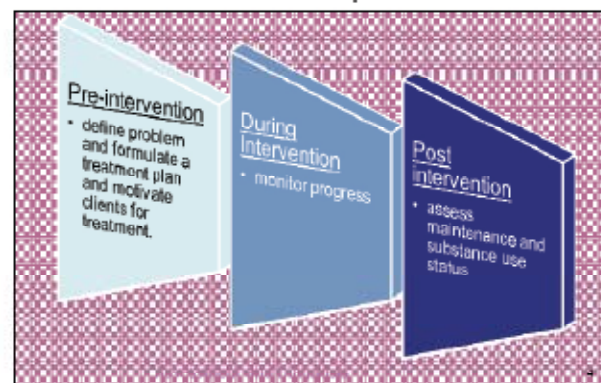 Pre-intervention
• define problem
and formulate a
treatment plan
and motivate
clients for
treatment.
During
Intervention
• monitor progress
Post
intervention
• assess
maintenance and
substance use
status